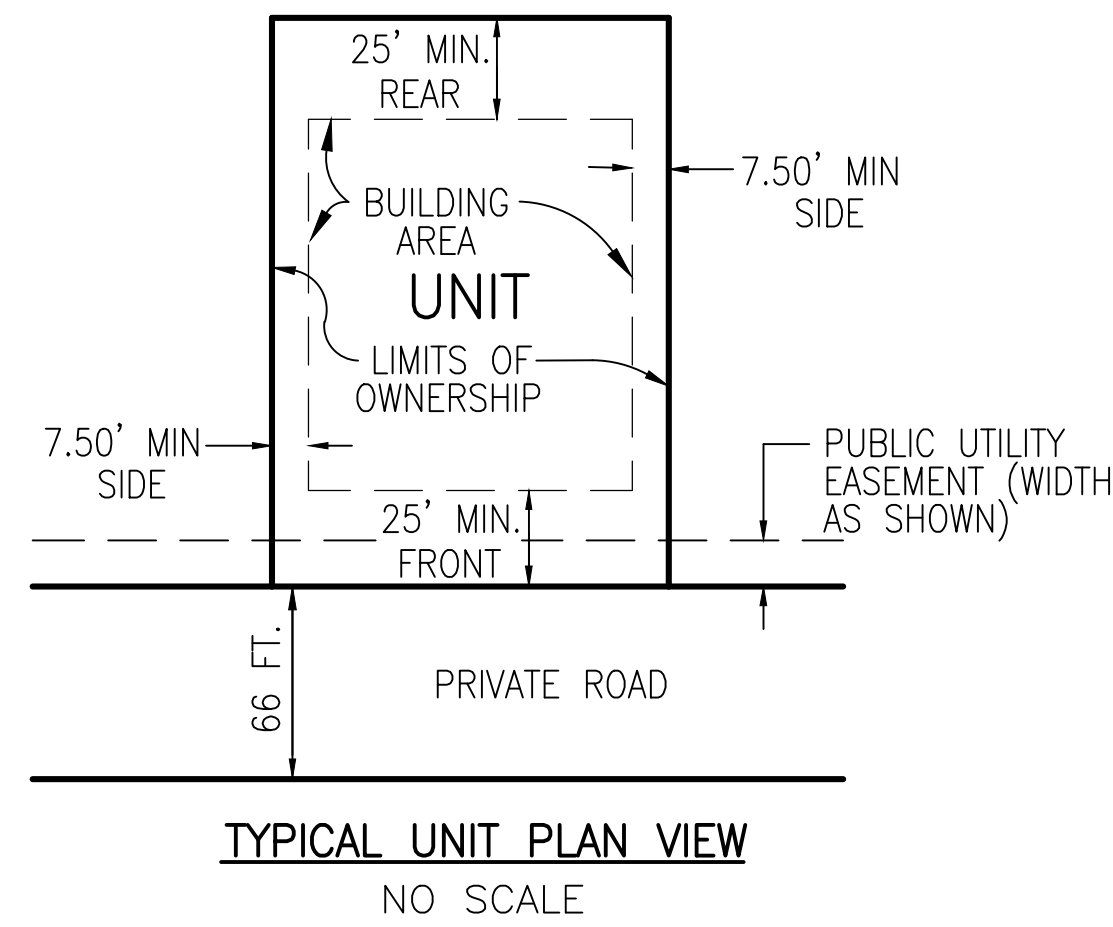 25' MIN.
REAR
7.50' MIN
SIDE
BUILDING
AREA
UNIT
LIMITS OF
OWNERSHIP
7.50' MIN
SIDE
PUBLIC UTILITY
EASEMENT (WIDTH
AS SHOWN)
25' MIN.
FRONT
66 FT.
PRIVATE ROAD
TYPICAL UNIT PLAN VIEW
NO SCALE